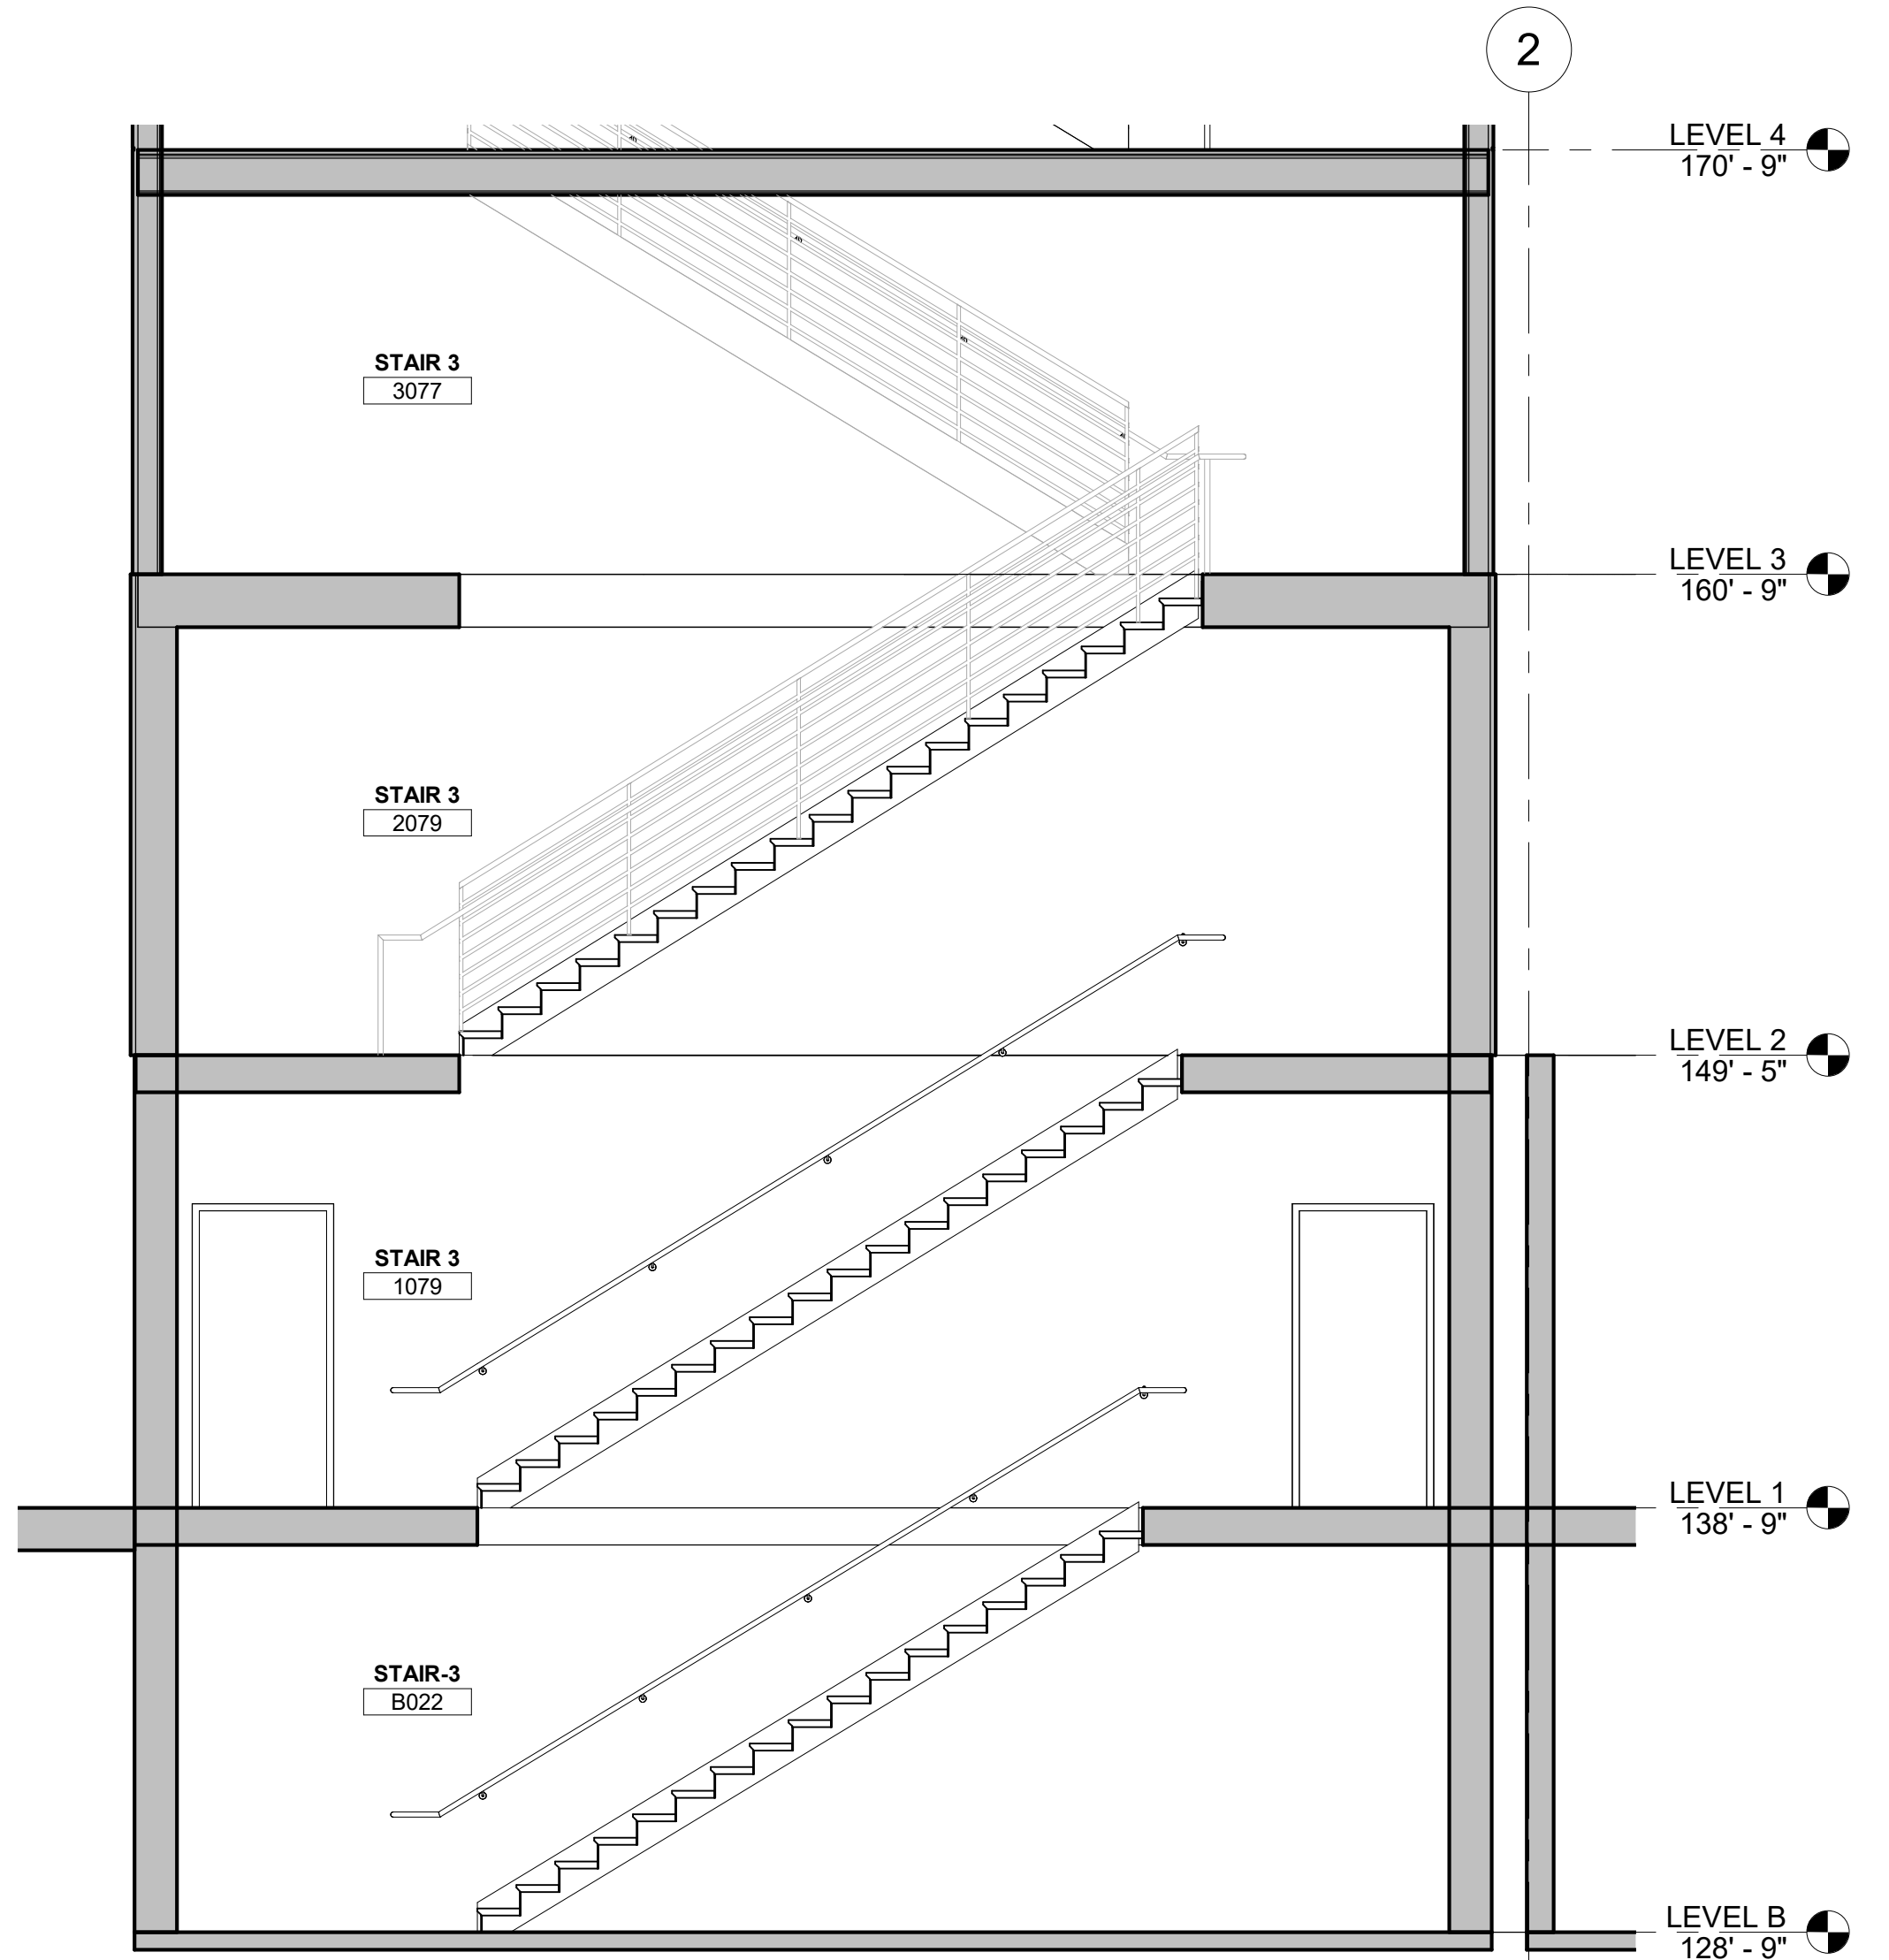 2
LEVEL 4
170' - 9"
STAIR 3
3077
LEVEL 3
160' - 9"
STAIR 3
2079
LEVEL 2
149' - 5"
STAIR 3
1079
LEVEL 1
138' - 9"
STAIR-3
B022
LEVEL B
128' - 9"